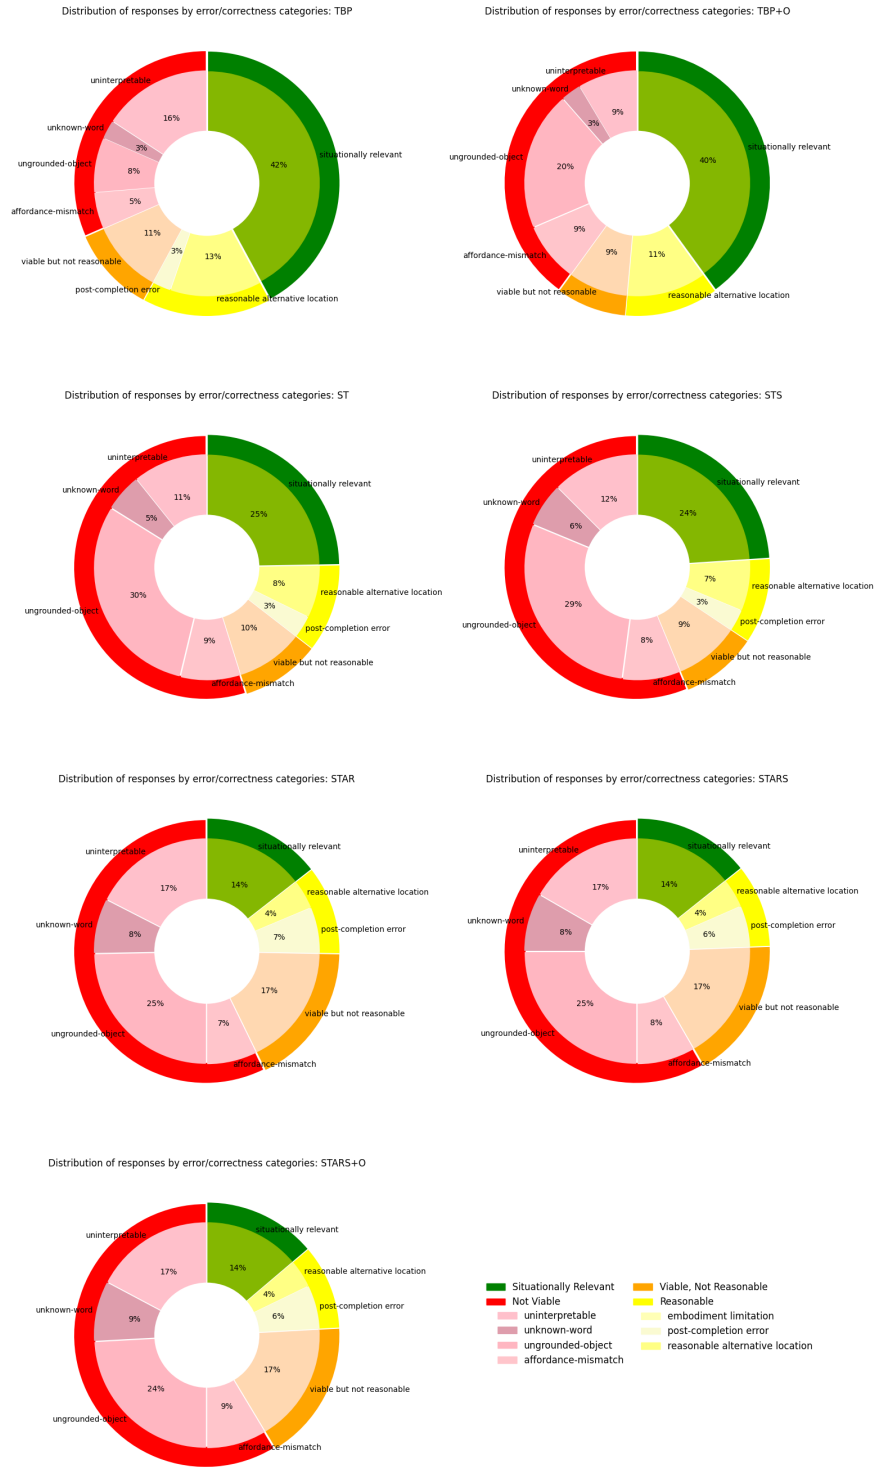 Distribution of responses by error/correctness categories: TBP
uninterpretable
16%
unknown-word
3%
ungrounded-object
8%
affordance-mismatch
5%
viable but not reasonable
11%
post-completion error
3%
reasonable alternative location
13%
situationally relevant
42%
Distribution of responses by error/correctness categories: TBP+O
uninterpretable
9%
unknown-word
3%
ungrounded-object
20%
affordance-mismatch
9%
viable but not reasonable
9%
reasonable alternative location
11%
situationally relevant
40%
Distribution of responses by error/correctness categories: ST
uninterpretable
11%
unknown-word
5%
ungrounded-object
30%
affordance-mismatch
9%
viable but not reasonable
10%
post-completion error
3%
reasonable alternative location
8%
situationally relevant
25%
Distribution of responses by error/correctness categories: STS
uninterpretable
12%
unknown-word
6%
ungrounded-object
29%
affordance-mismatch
8%
viable but not reasonable
9%
post-completion error
3%
reasonable alternative location
7%
situationally relevant
24%
Distribution of responses by error/correctness categories: STAR
uninterpretable
17%
unknown-word
8%
ungrounded-object
25%
affordance-mismatch
7%
viable but not reasonable
17%
post-completion error
7%
reasonable alternative location
4%
situationally relevant
14%
Distribution of responses by error/correctness categories: STARS
uninterpretable
17%
unknown-word
8%
ungrounded-object
25%
affordance-mismatch
8%
viable but not reasonable
17%
post-completion error
6%
reasonable alternative location
4%
situationally relevant
14%
Distribution of responses by error/correctness categories: STARS+O
uninterpretable
17%
unknown-word
9%
ungrounded-object
24%
affordance-mismatch
9%
viable but not reasonable
17%
post-completion error
6%
reasonable alternative location
4%
situationally relevant
14%
Situationally Relevant
Not Viable
uninterpretable
unknown-word
ungrounded-object
affordance-mismatch
Viable, Not Reasonable
Reasonable
embodiment limitation
post-completion error
reasonable alternative location